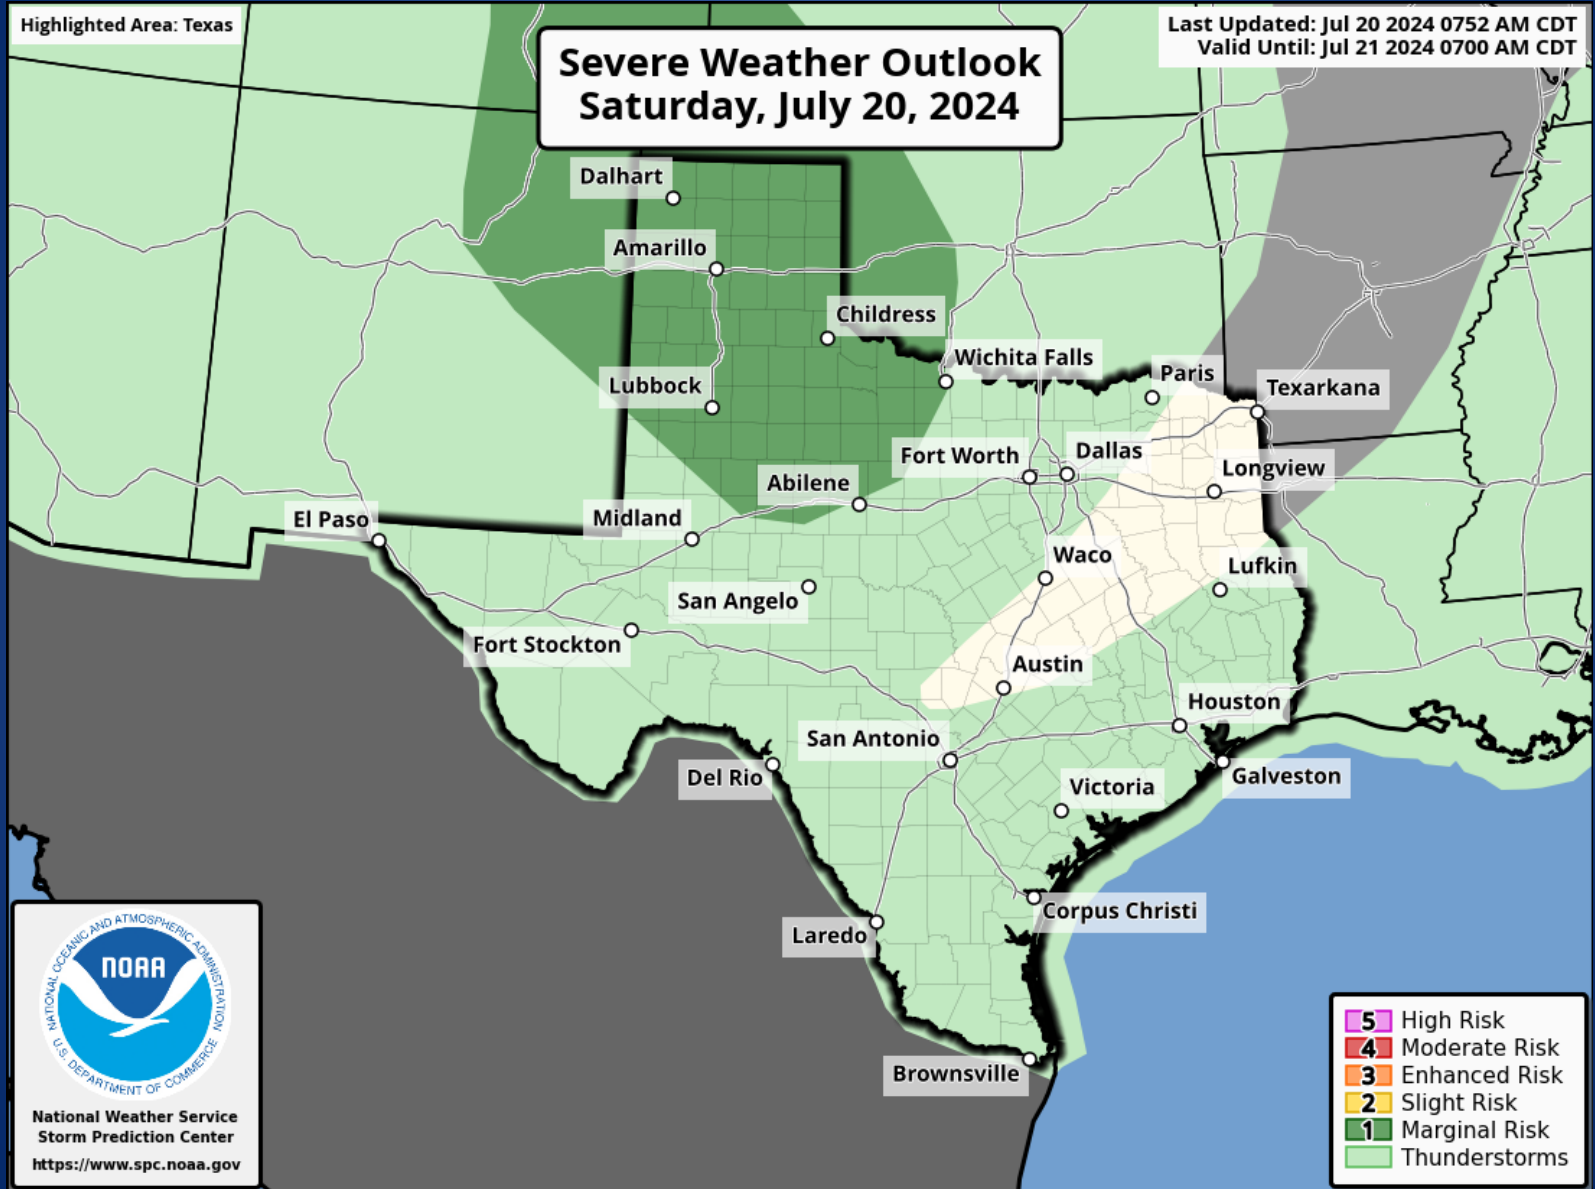 Highlighted Area: Texas
Severe Weather Outlook
Saturday, July 20, 2024
Last Updated: Jul 20 2024 0752 AM CDT
Valid Until: Jul 21 2024 0700 AM CDT
Dalhart
Amarillo
Childress
Wichita Falls
Paris
Texarkana
Lubbock
Fort Worth
Dallas
Longview
Abilene
El Paso
Midland
Waco
Lufkin
San Angelo
Fort Stockton
Austin
Houston
San Antonio
Del Rio
Galveston
Victoria
Corpus Christi
Laredo
Brownsville
NATIONAL OCEANIC AND ATMOSPHERIC ADMINISTRATION
NOAA
U.S. DEPARTMENT OF COMMERCE
National Weather Service
Storm Prediction Center
https://www.spc.noaa.gov
5 High Risk
4 Moderate Risk
3 Enhanced Risk
2 Slight Risk
1 Marginal Risk
Thunderstorms